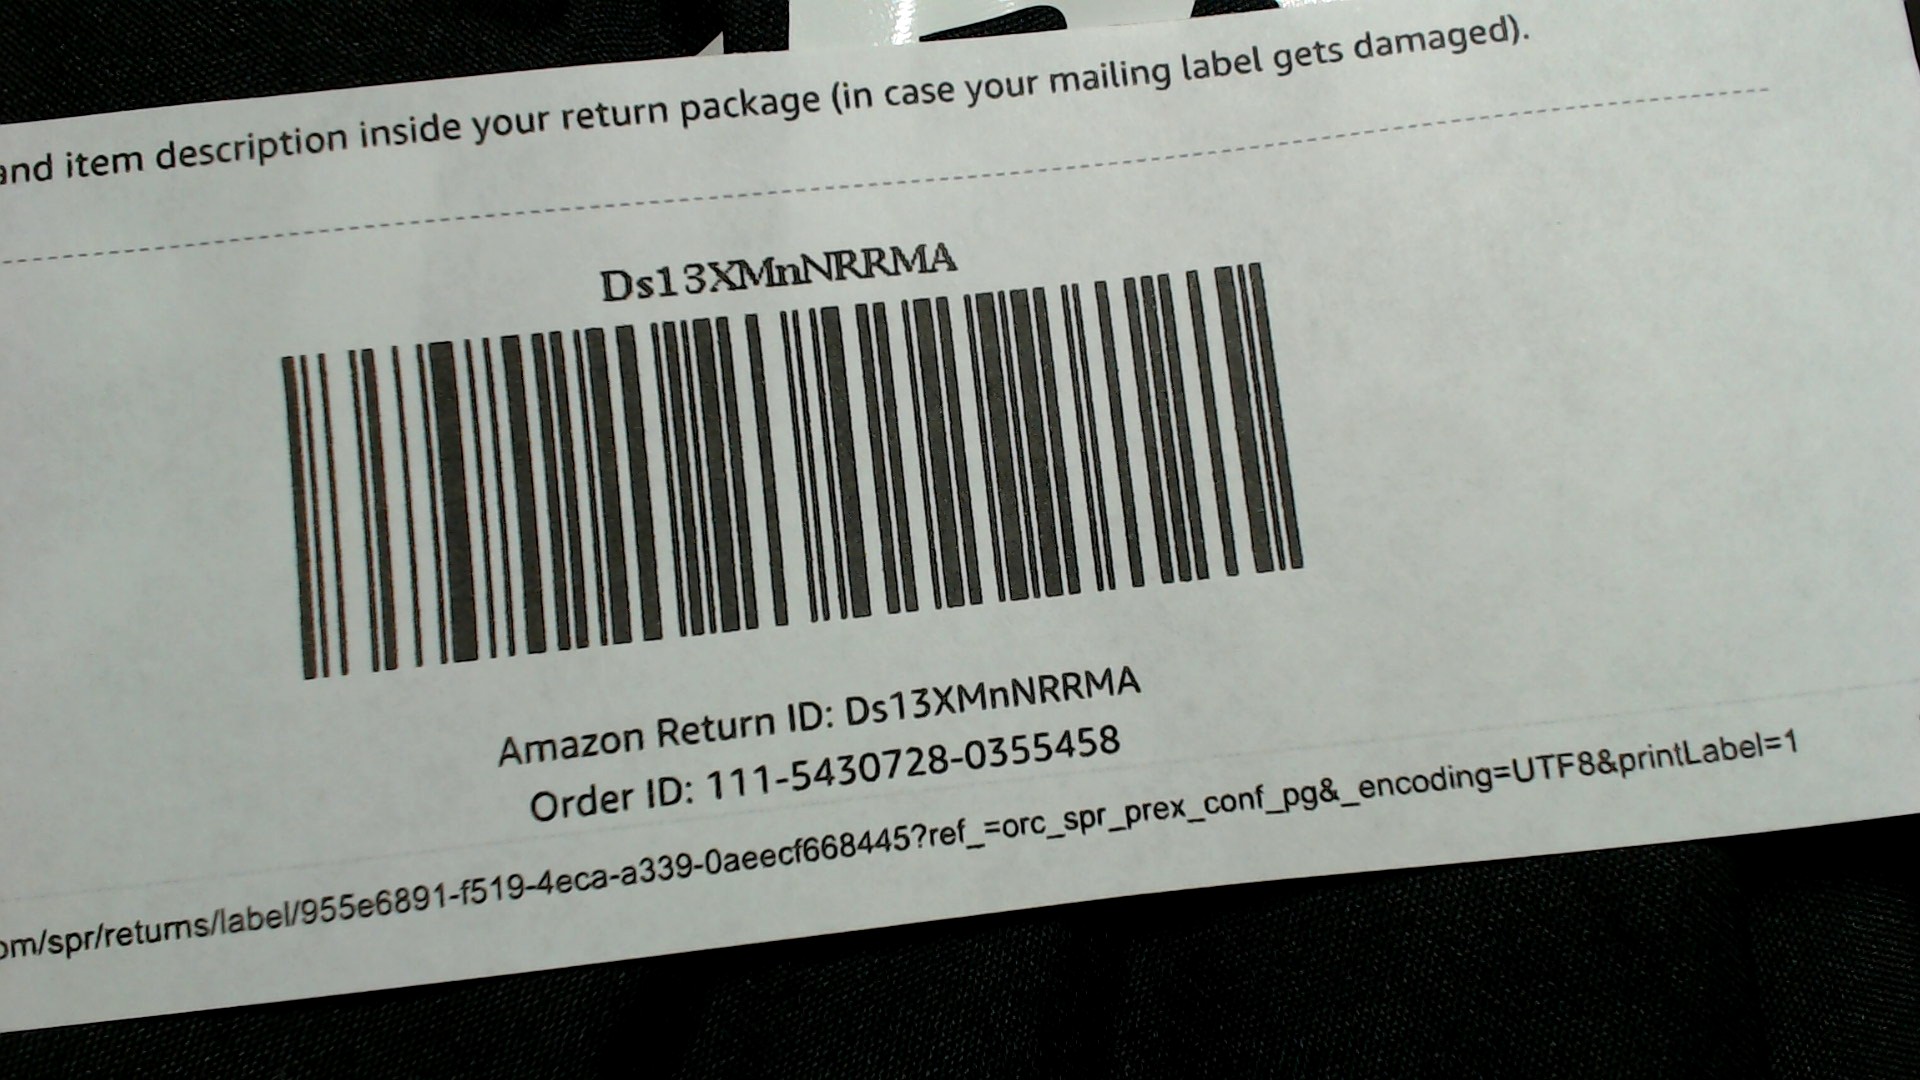 and item description inside your return package (in case your mailing label gets damaged).
Ds13XMnNRRMA
Amazon Return ID: Ds13XMnNRRMA
Order ID: 111-5430728-0355458
om/spr/returns/label/955e6891-f519-4eca-a339-0aeecf668445?ref_=orc_spr_prex_conf_pg&_encoding=UTF8&printLabel=1